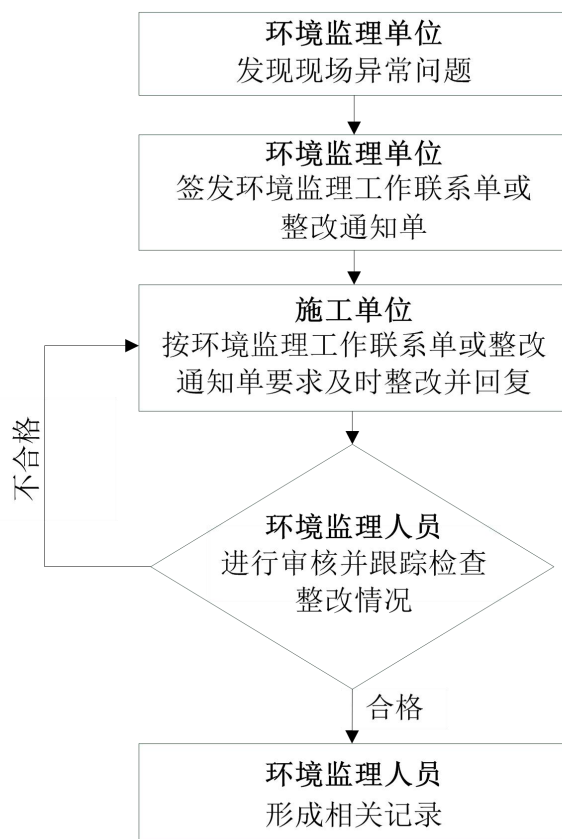 环境监理单位
发现现场异常问题
环境监理单位
签发环境监理工作联系单或
整改通知单
施工单位
按环境监理工作联系单或整改
通知单要求及时整改并回复
不合格
环境监理人员
进行审核并跟踪检查
整改情况
合格
环境监理人员
形成相关记录